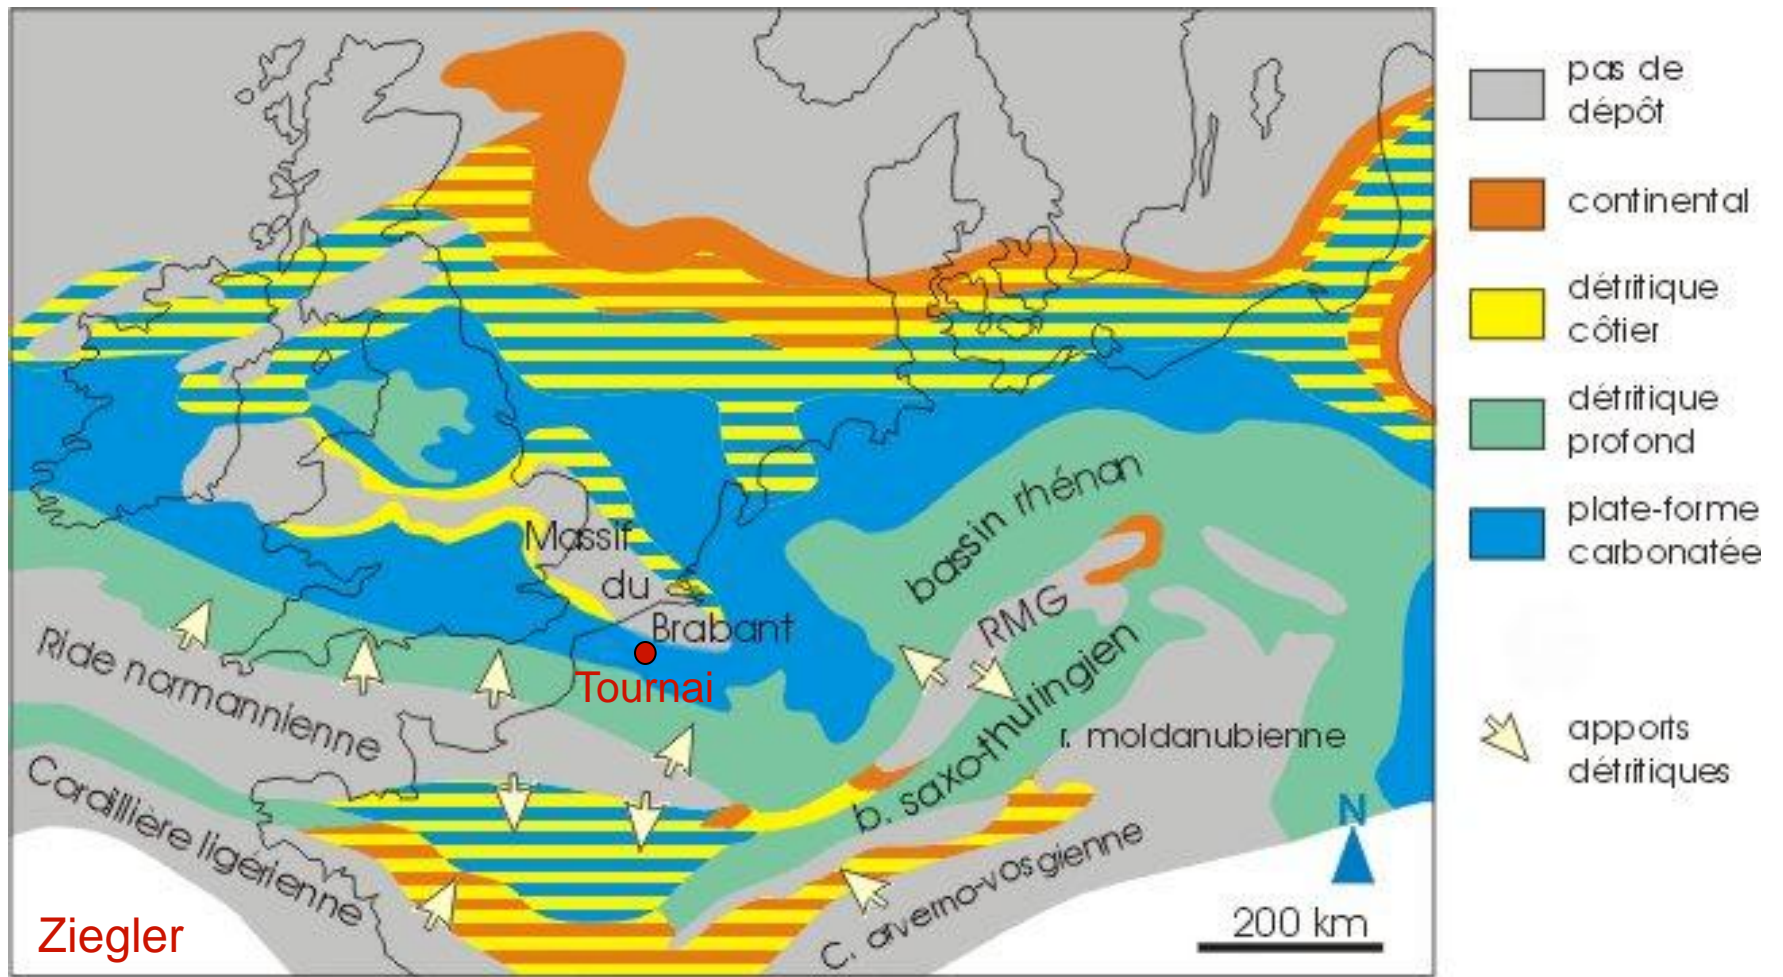 Massif
du
Brabant
Tournai
bassin rhénan
RMG
b. saxo-thuringien
r. moldanubienne
Ride normannienne
Cordillière ligérienne
C. arverno-vosgienne
Ziegler
N
200 km
pas de
dépôt
continental
détritique
côtier
détritique
profond
plate-forme
carbonatée
apports
détritiques